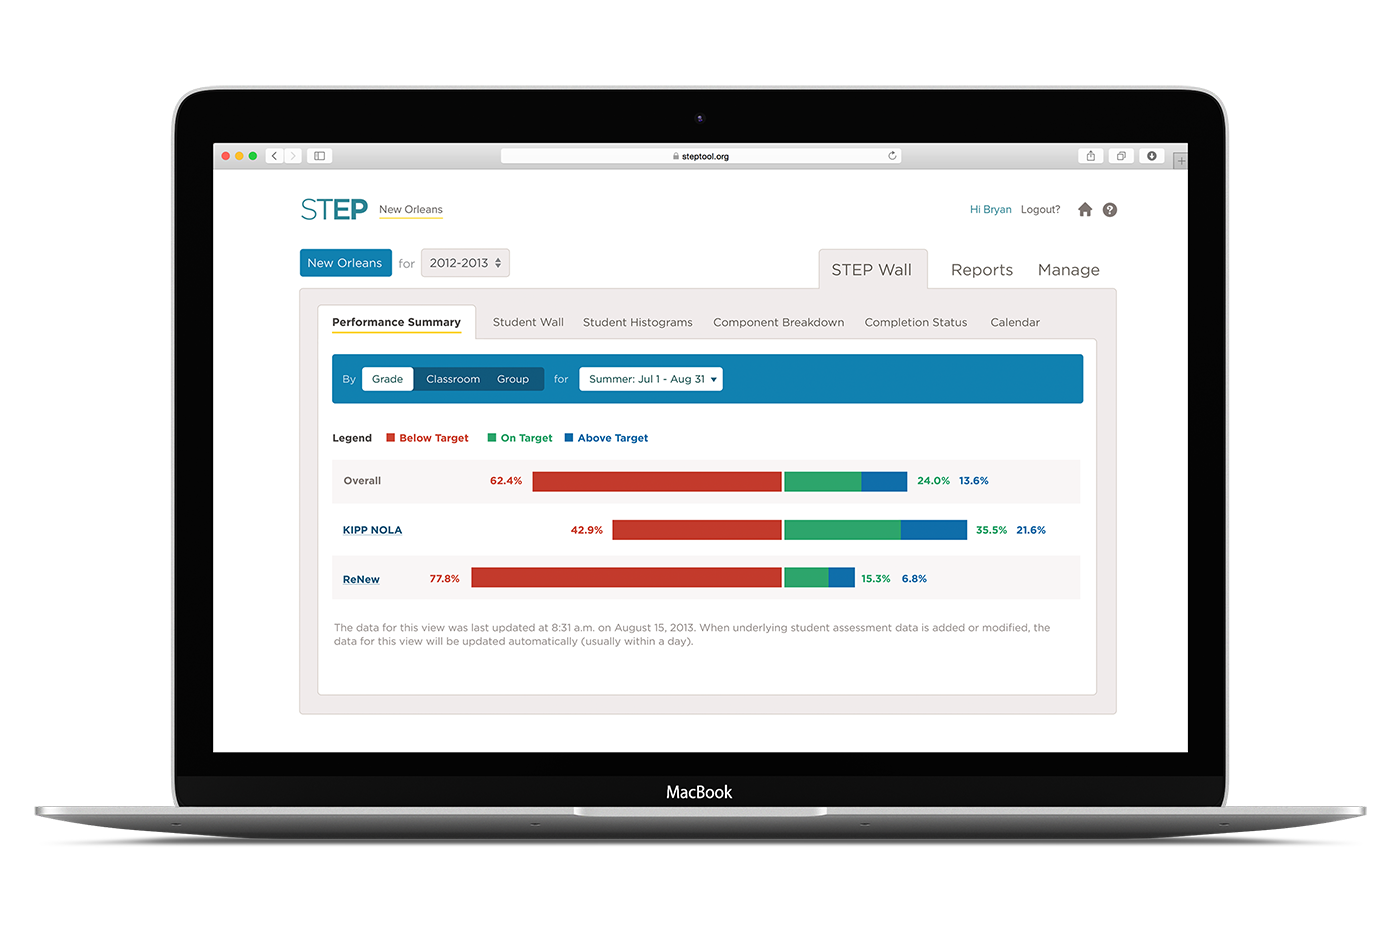 steptool.org
STEP New Orleans
Hi Bryan Logout?
New Orleans for 2012-2013
STEP Wall Reports Manage
Performance Summary Student Wall Student Histograms Component Breakdown Completion Status Calendar
By Grade Classroom Group for Summer: Jul 1 - Aug 31
Legend Below Target On Target Above Target
Overall 62.4% 24.0% 13.6%
KIPP NOLA 42.9% 35.5% 21.6%
ReNew 77.8% 15.3% 6.8%
The data for this view was last updated at 8:31 a.m. on August 15, 2013. When underlying student assessment data is added or modified, the
data for this view will be updated automatically (usually within a day).
MacBook